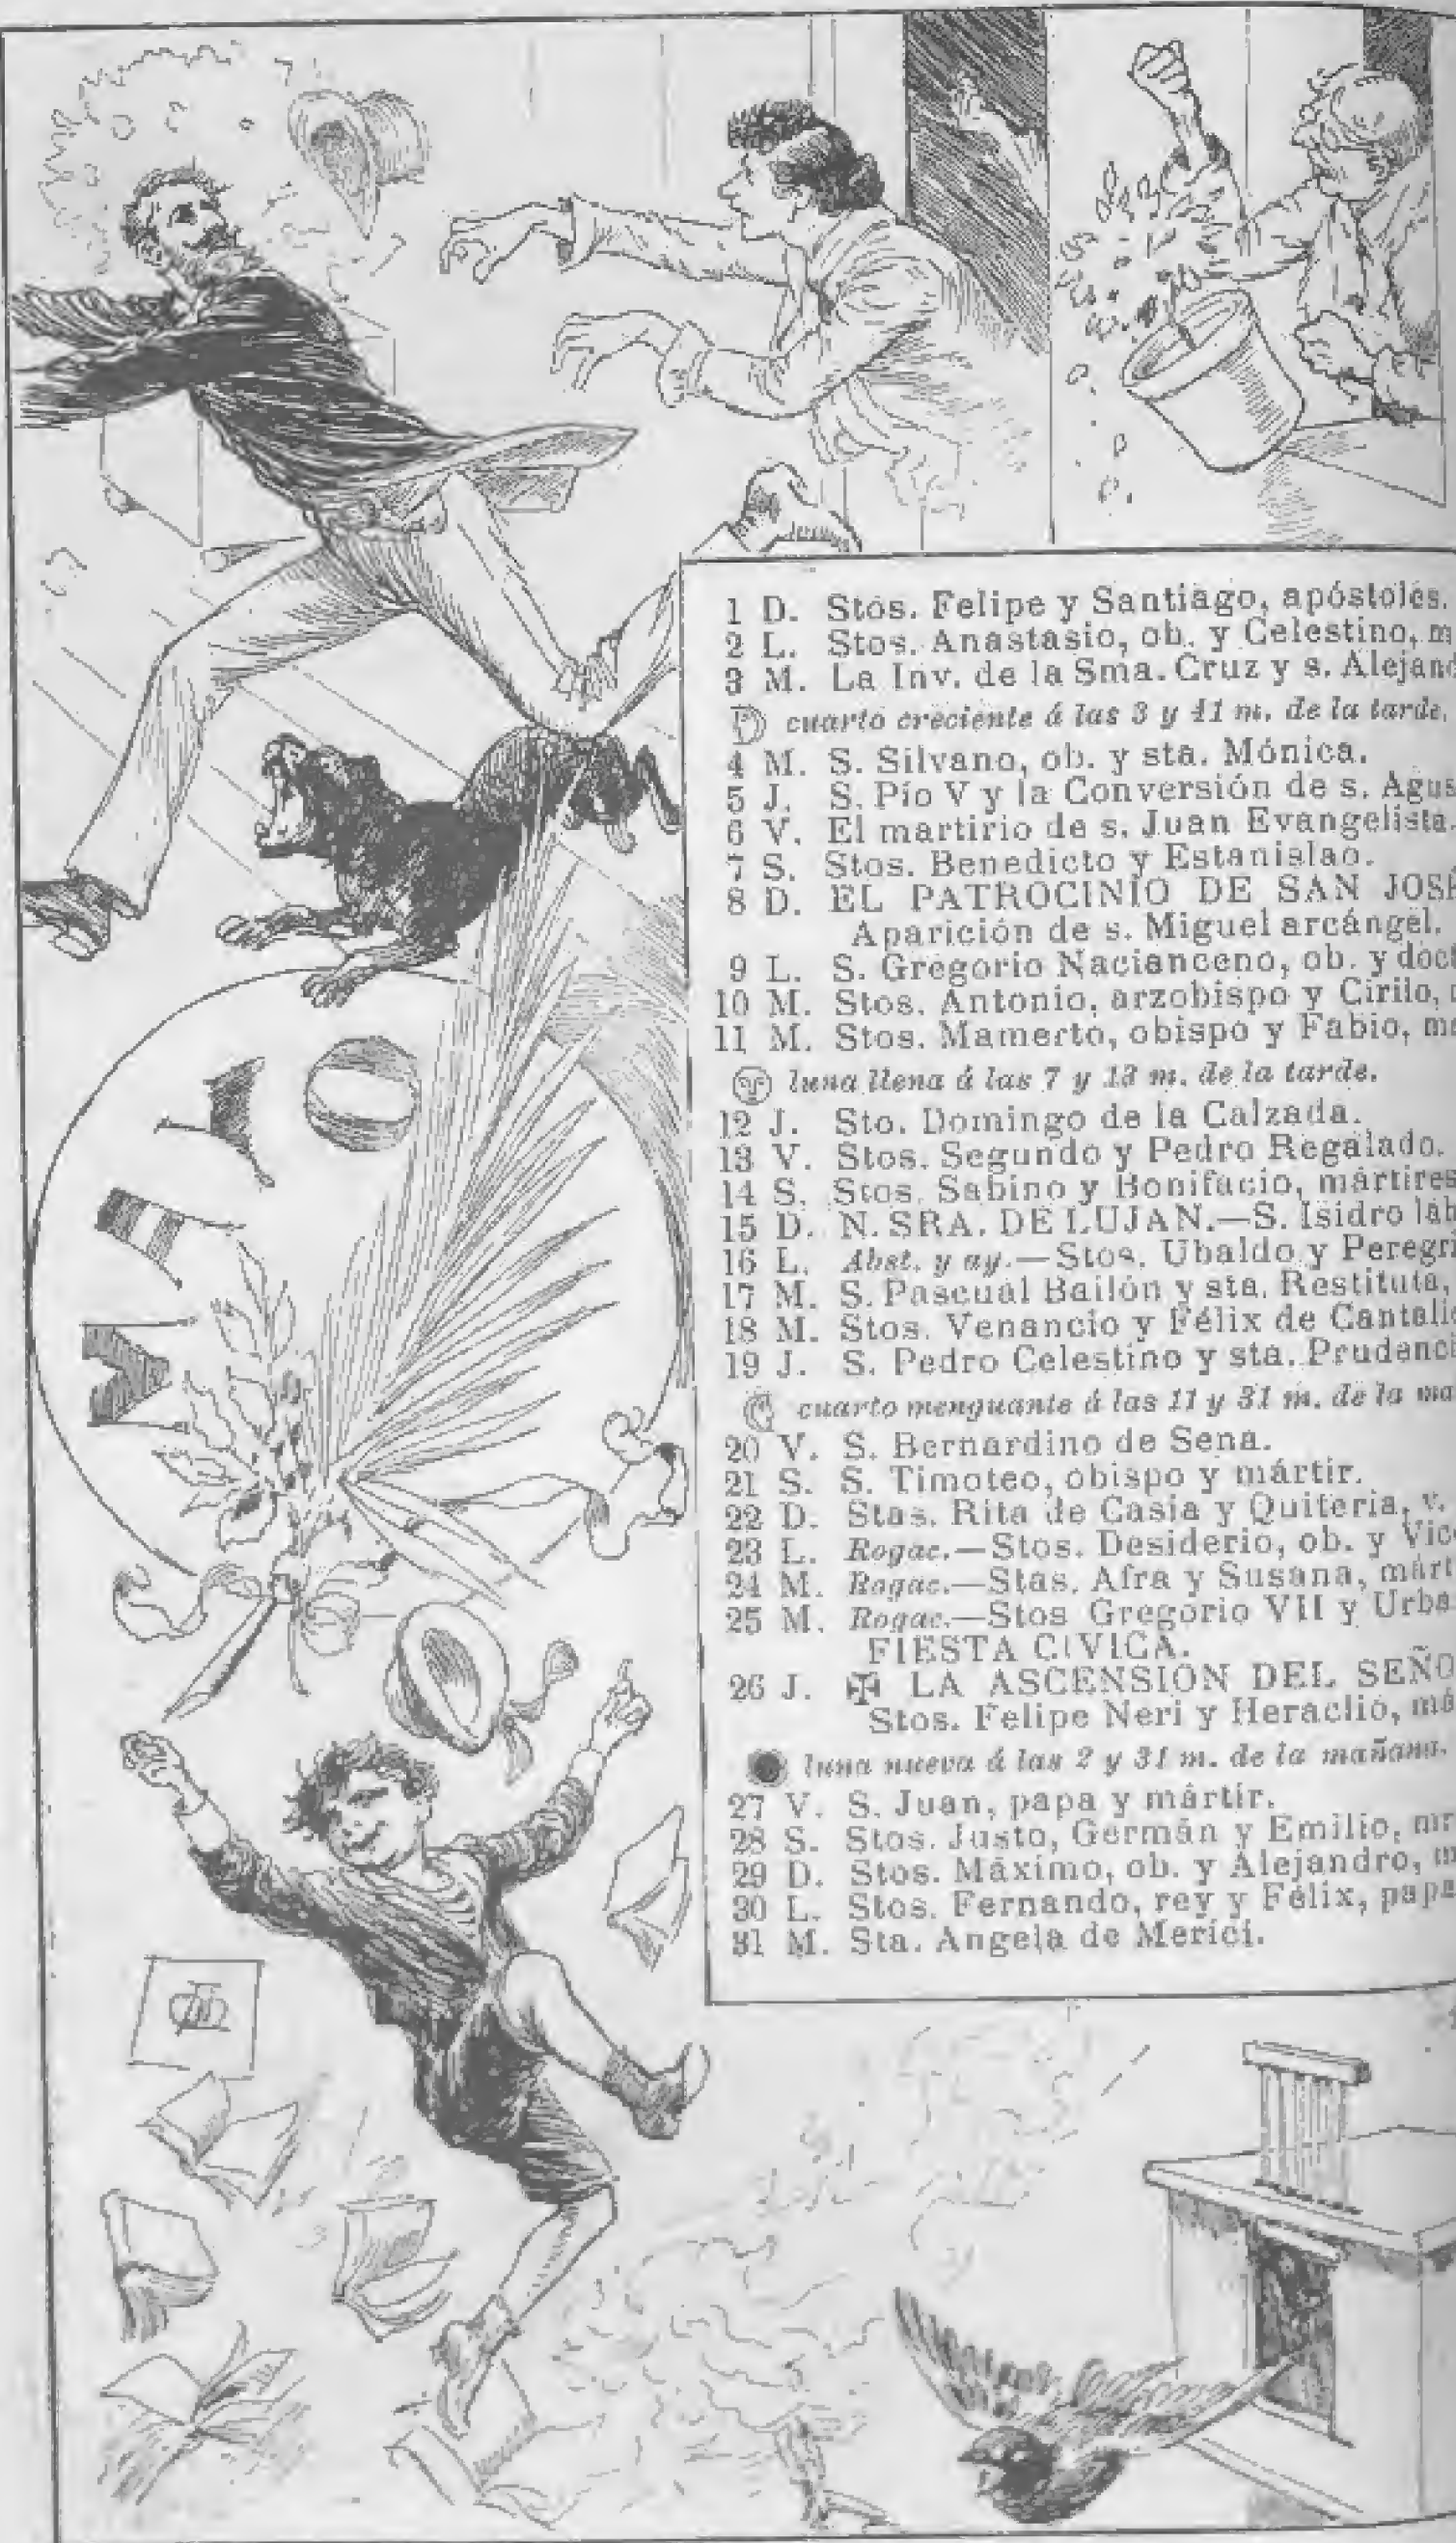 1 D. Stos. Felipe y Santiago, apóstoles.
2 L. Stos. Anastasio, ob. y Celestino, m
3 M. La Inv. de la Sma. Cruz y s. Alejand
cuarto creciente á las 3 y 41 m. de la tarde.
4 M. S. Silvano, ob. y sta. Mónica.
5 J. S. Pío V y la Conversión de s. Agus
6 V. El martirio de s. Juan Evangelista.
7 S. Stos. Benedicto y Estanislao.
8 D. EL PATROCINIO DE SAN JOSÉ
Aparición de s. Miguel arcángel.
9 L. S. Gregorio Nacianceno, ob. y doct
10 M. Stos. Antonio, arzobispo y Cirilo,
11 M. Stos. Mamerto, obispo y Fabio, m
luna llena á las 7 y 13 m. de la tarde.
12 J. Sto. Domingo de la Calzada.
13 V. Stos. Segundo y Pedro Regalado.
14 S. Stos. Sabino y Bonifacio, mártires
15 D. N. SRA. DE LUJAN.—S. Isidro lab
16 L. Abst. y ay.—Stos. Ubaldo y Peregri
17 M. S. Pascual Bailón y sta. Restituta,
18 M. Stos. Venancio y Félix de Cantali
19 J. S. Pedro Celestino y sta. Prudenc
cuarto menguante á las 11 y 31 m. de la ma
20 V. S. Bernardino de Sena.
21 S. S. Timoteo, obispo y mártir.
22 D. Stas. Rita de Casia y Quiteria, v.
23 L. Rogac.—Stos. Desiderio, ob. y Vic
24 M. Rogac.—Stas. Afra y Susana, márt
25 M. Rogac.—Stos Gregorio VII y Urba
FIESTA CIVICA.
26 J. ✠ LA ASCENSION DEL SEÑO
Stos. Felipe Neri y Heraclio, má
luna nueva á las 2 y 31 m. de la mañana.
27 V. S. Juan, papa y mártir.
28 S. Stos. Justo, Germán y Emilio, mr
29 D. Stos. Máximo, ob. y Alejandro, m
30 L. Stos. Fernando, rey y Félix, papa
31 M. Sta. Angela de Merici.